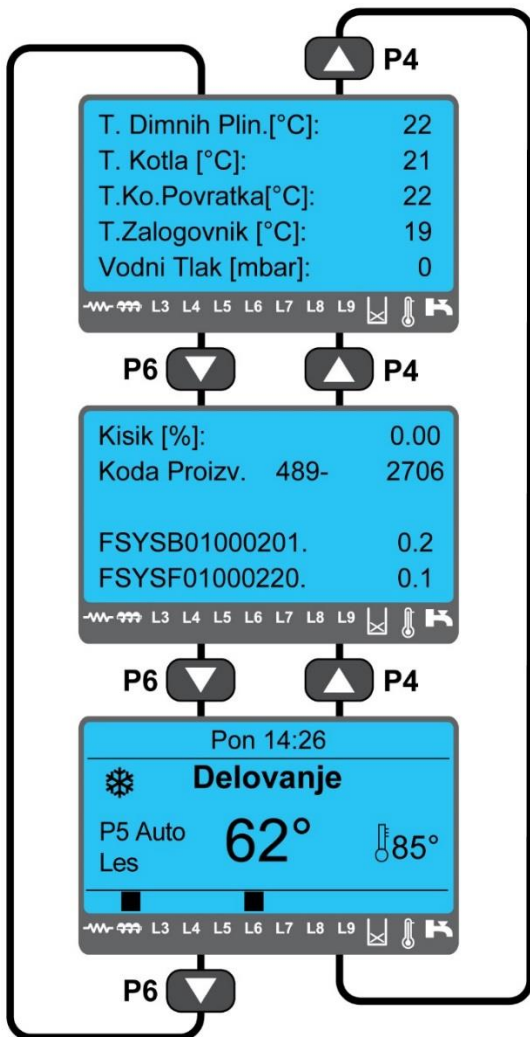 P4
T. Dimnih Plin.[°C]: 22
T. Kotla [°C]: 21
T.Ko.Povratka[°C]: 22
T.Zalogovnik [°C]: 19
Vodni Tlak [mbar]: 0
L3 L4 L5 L6 L7 L8 L9
P6 P4
Kisik [%]: 0.00
Koda Proizv. 489- 2706
FSYSB01000201. 0.2
FSYSF01000220. 0.1
L3 L4 L5 L6 L7 L8 L9
P6 P4
Pon 14:26
Delovanje
P5 Auto 62° 85°
Les
L3 L4 L5 L6 L7 L8 L9
P6